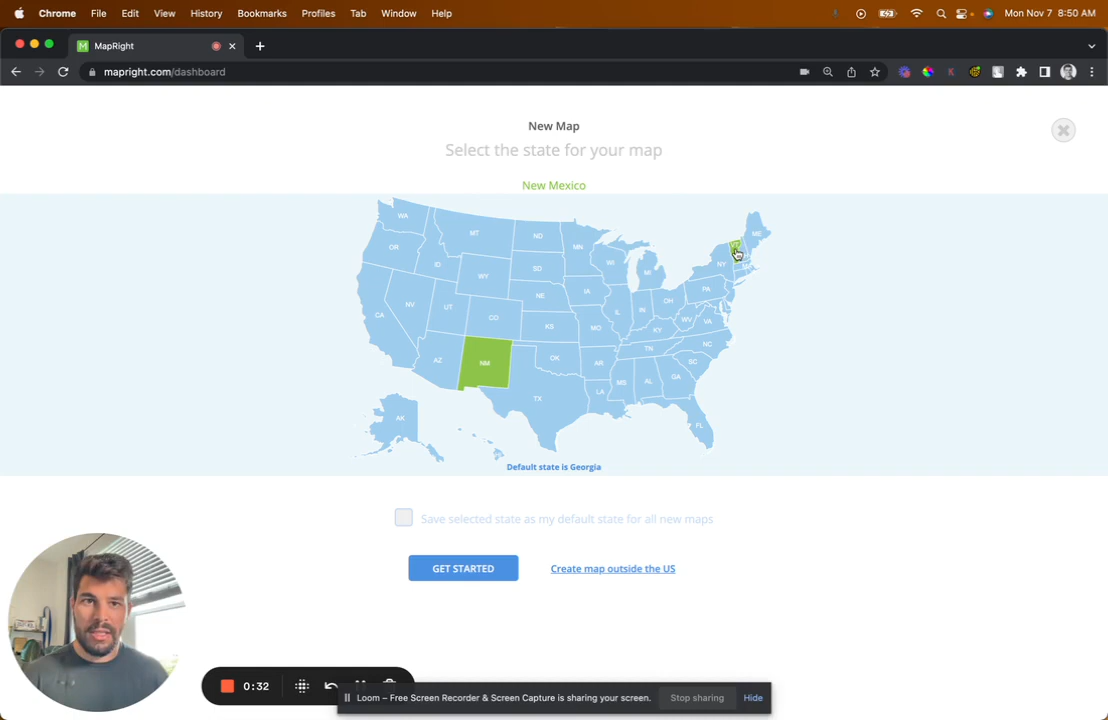 Chrome File Edit View History Bookmarks Profiles Tab Window Help Mon Nov 7 8:50 AM
MapRight
mapright.com/dashboard
New Map
Select the state for your map
New Mexico
WA
MT
ND
MN
ME
VT
OR
ID
SD
WI
MI
NY
WY
NV
UT
NE
IA
PA
CA
CO
KS
MO
IL
IN
OH
WV
VA
KY
NC
TN
AZ
NM
OK
AR
SC
MS
AL
GA
LA
TX
FL
AK
Default state is Georgia
Save selected state as my default state for all new maps
GET STARTED
Create map outside the US
0:32
Loom – Free Screen Recorder & Screen Capture is sharing your screen. Stop sharing Hide